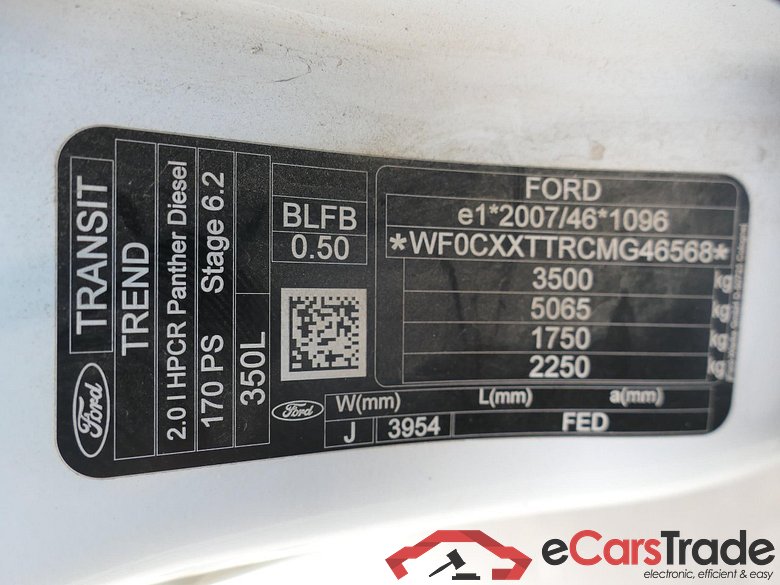 Ford
TRANSIT
TREND
2.0 l HPCR Panther Diesel
170 PS Stage 6.2
350L
BLFB
0.50
FORD
e1*2007/46*1096
*WF0CXXTTRCMG46568*
3500 kg
5065 kg
1750 kg
2250 kg
Ford
W(mm) L(mm) a(mm)
J 3954 FED
eCarsTrade
electronic, efficient & easy